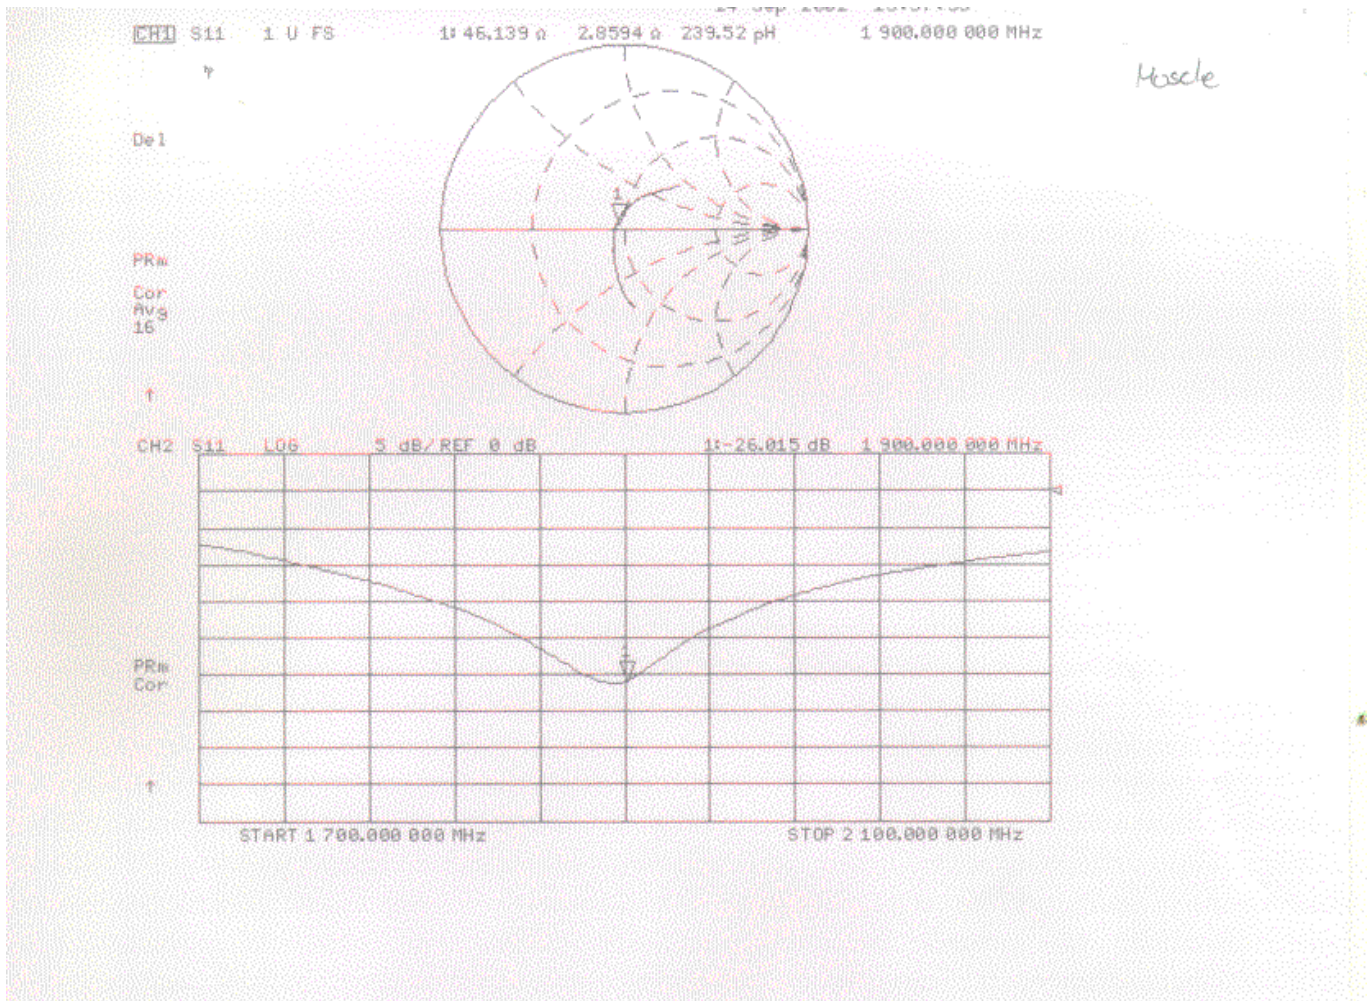 CH1 S11 1 U FS 1: 46.139 Ω 2.8594 Ω 239.52 pH 1 900.000 000 MHz
Muscle
Del
1
PRm
Cor
Avg
16
↑
CH2 S11 LOG 5 dB/ REF 0 dB 1:-26.015 dB 1 900.000 000 MHz
1
PRm
Cor
↑
START 1 700.000 000 MHz STOP 2 100.000 000 MHz